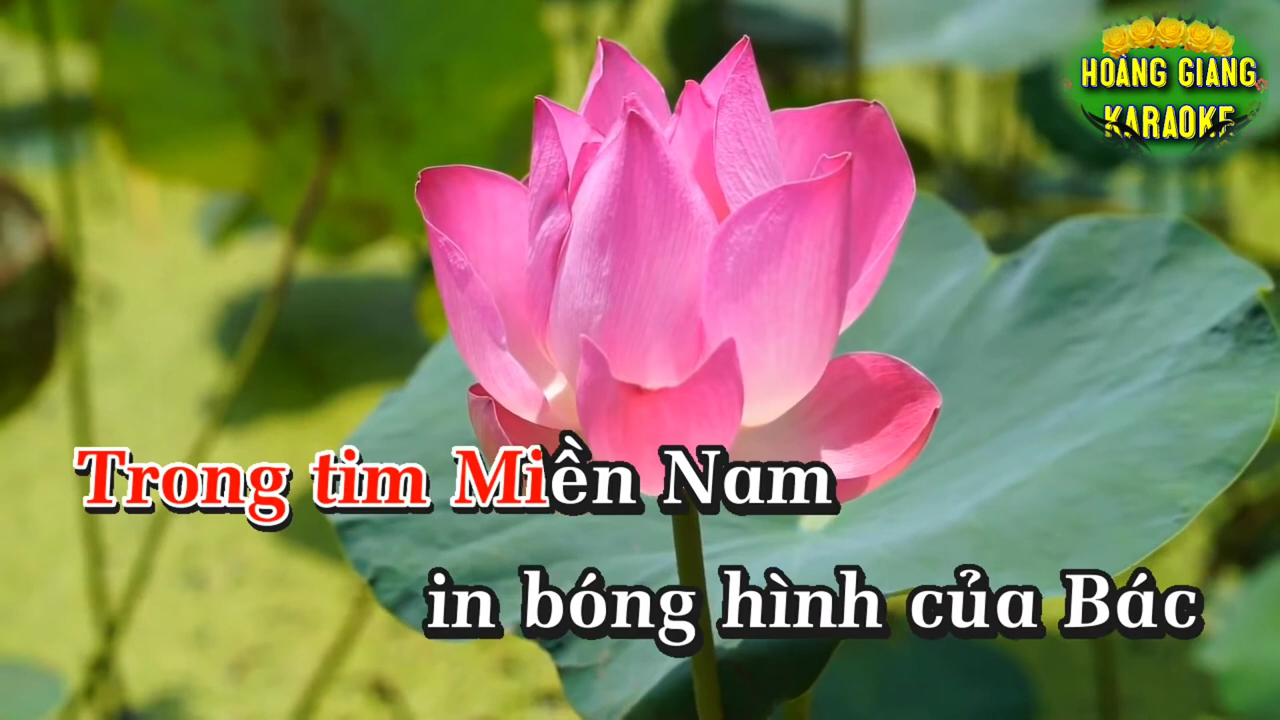 HOÀNG GIANG
KARAOKE
Trong tim Miền Nam
in bóng hình của Bác